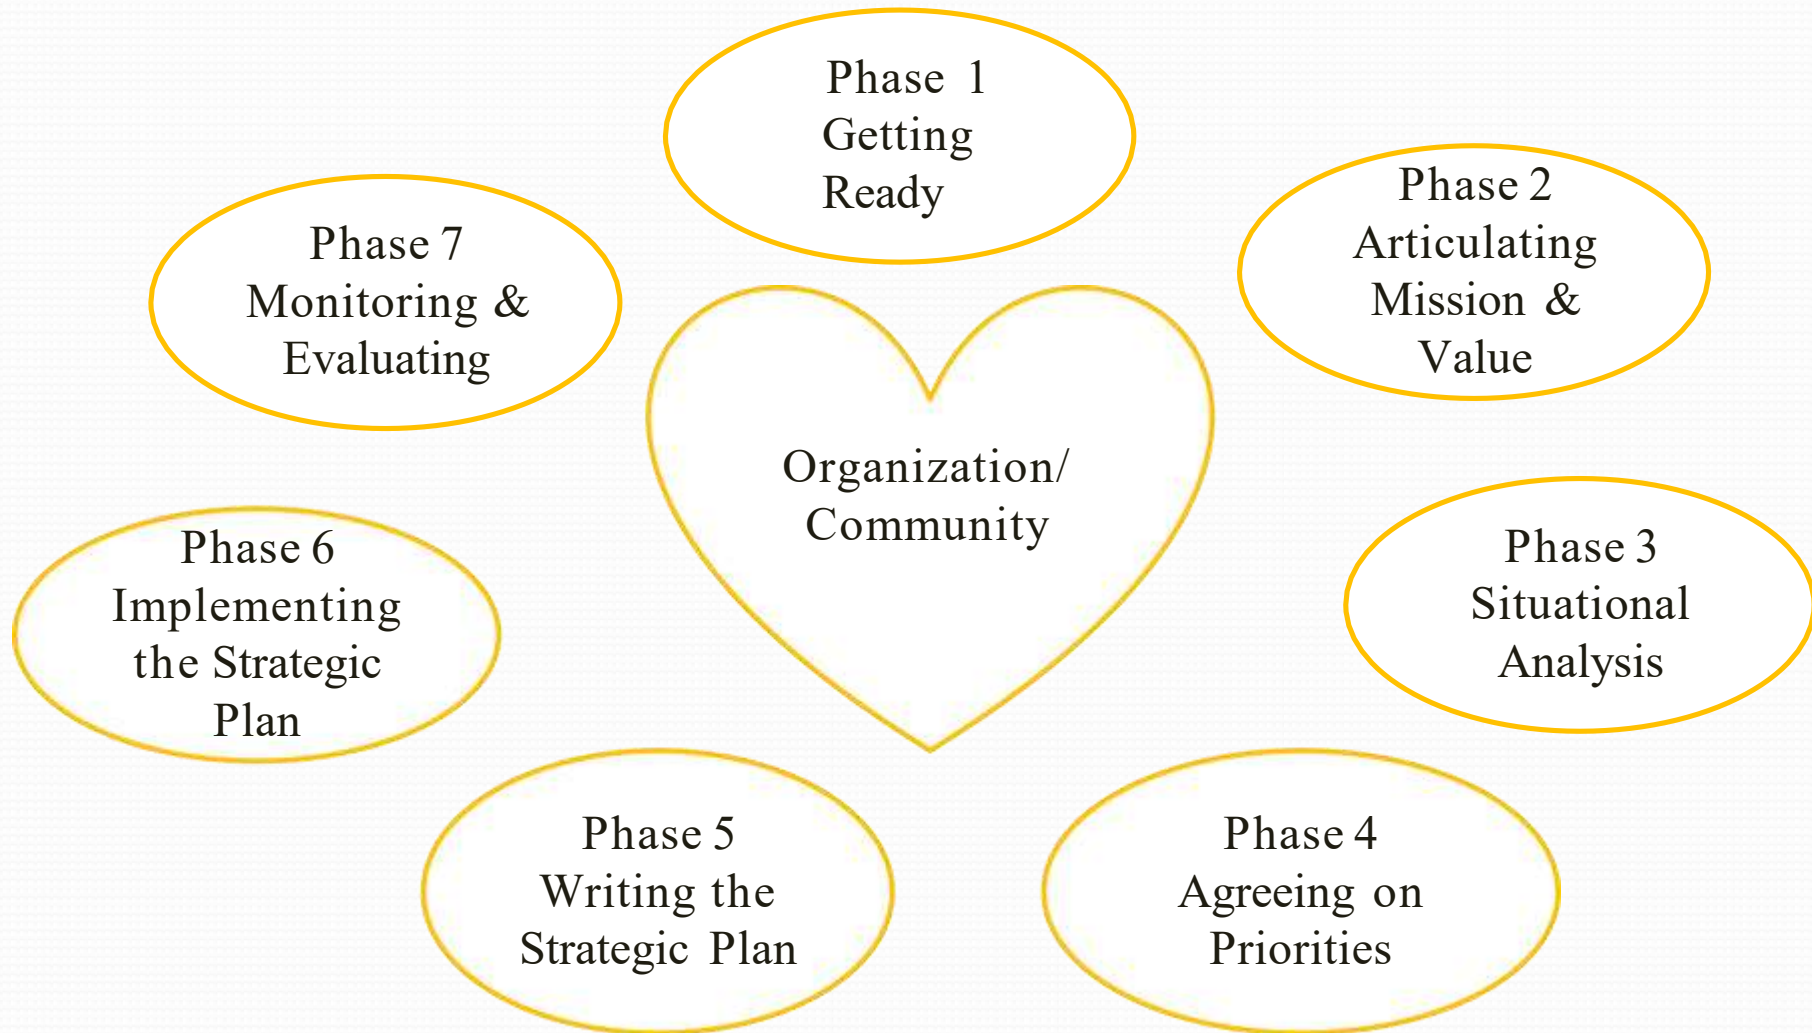 Phase 1
Getting
Ready
Phase 2
Articulating
Mission &
Value
Phase 3
Situational
Analysis
Phase 4
Agreeing on
Priorities
Phase 5
Writing the
Strategic Plan
Phase 6
Implementing
the Strategic
Plan
Phase 7
Monitoring &
Evaluating
Organization/
Community